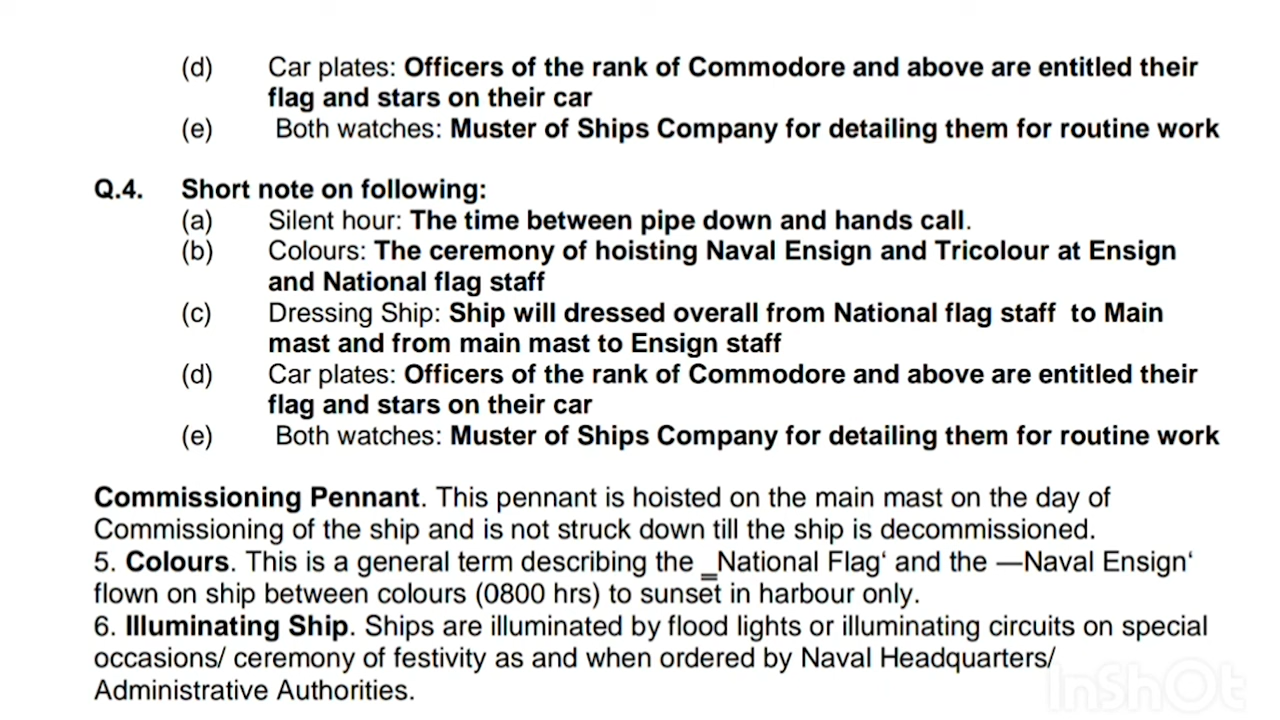 (d) Car plates: Officers of the rank of Commodore and above are entitled their
flag and stars on their car
(e) Both watches: Muster of Ships Company for detailing them for routine work
Q.4. Short note on following:
(a) Silent hour: The time between pipe down and hands call.
(b) Colours: The ceremony of hoisting Naval Ensign and Tricolour at Ensign
and National flag staff
(c) Dressing Ship: Ship will dressed overall from National flag staff to Main
mast and from main mast to Ensign staff
(d) Car plates: Officers of the rank of Commodore and above are entitled their
flag and stars on their car
(e) Both watches: Muster of Ships Company for detailing them for routine work
Commissioning Pennant. This pennant is hoisted on the main mast on the day of
Commissioning of the ship and is not struck down till the ship is decommissioned.
5. Colours. This is a general term describing the ‗National Flag‘ and the ―Naval Ensign‘
flown on ship between colours (0800 hrs) to sunset in harbour only.
6. Illuminating Ship. Ships are illuminated by flood lights or illuminating circuits on special
occasions/ ceremony of festivity as and when ordered by Naval Headquarters/
Administrative Authorities.
InShOt